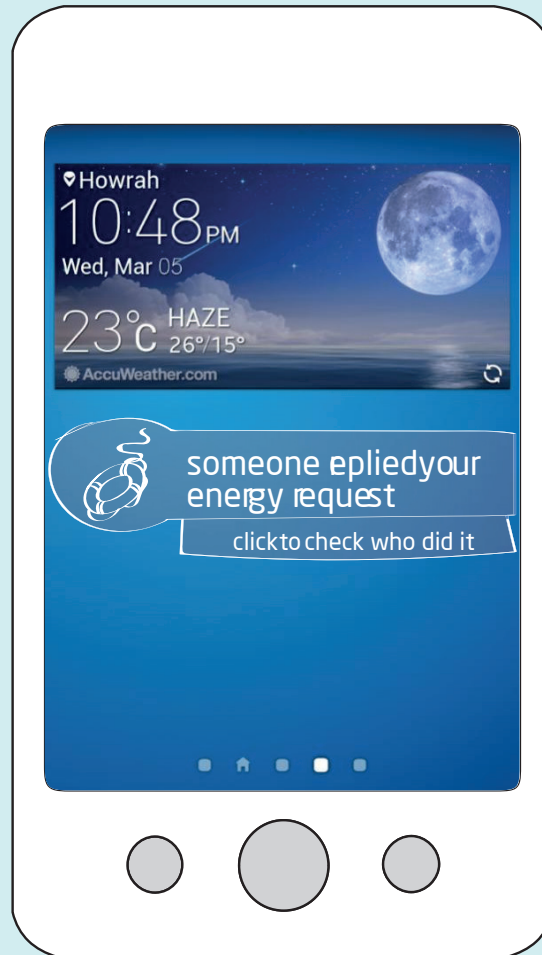 Howrah
10:48PM
Wed, Mar 05
23°c HAZE
26°/15°
AccuWeather.com
someone epliedyour
energy request
clickto check who did it